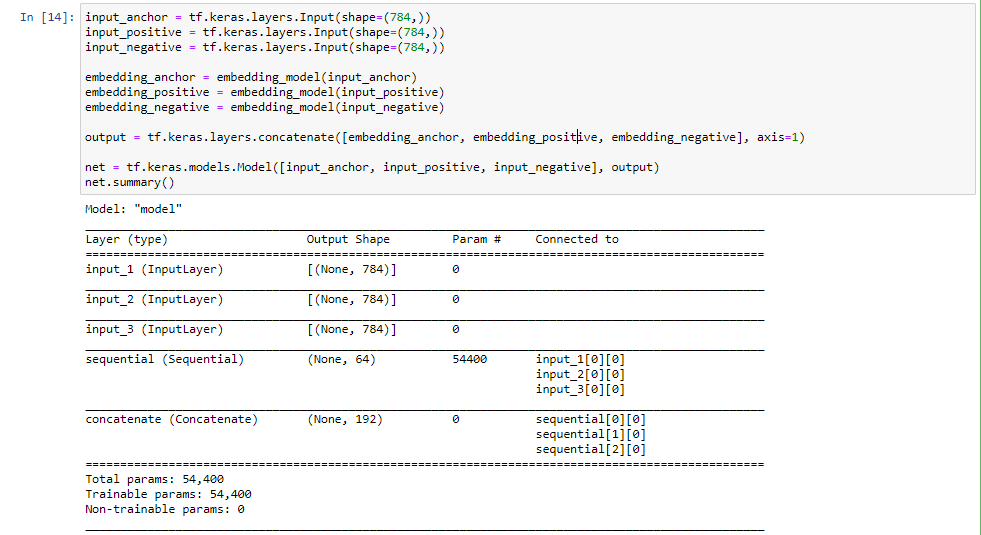 In [14]: input_anchor = tf.keras.layers.Input(shape=(784,))
input_positive = tf.keras.layers.Input(shape=(784,))
input_negative = tf.keras.layers.Input(shape=(784,))
embedding_anchor = embedding_model(input_anchor)
embedding_positive = embedding_model(input_positive)
embedding_negative = embedding_model(input_negative)
output = tf.keras.layers.concatenate([embedding_anchor, embedding_positive, embedding_negative], axis=1)
net = tf.keras.models.Model([input_anchor, input_positive, input_negative], output)
net.summary()
Model: "model"
Layer (type) Output Shape Param # Connected to
input_1 (InputLayer) [(None, 784)] 0
input_2 (InputLayer) [(None, 784)] 0
input_3 (InputLayer) [(None, 784)] 0
sequential (Sequential) (None, 64) 54400 input_1[0][0]
input_2[0][0]
input_3[0][0]
concatenate (Concatenate) (None, 192) 0 sequential[0][0]
sequential[1][0]
sequential[2][0]
Total params: 54,400
Trainable params: 54,400
Non-trainable params: 0